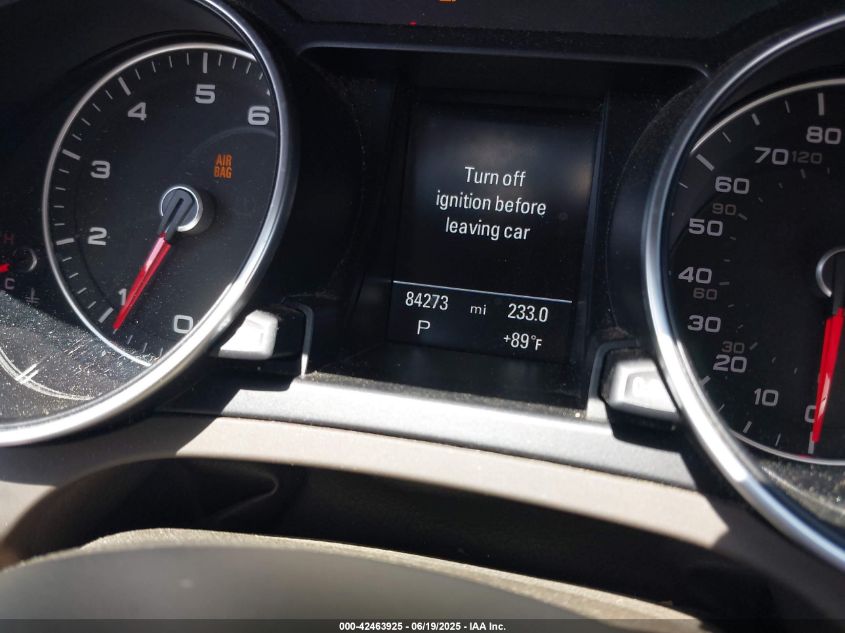 AIR
BAG
6
5
4
3
2
1
0
H
C
Turn off
ignition before
leaving car
84273 mi 233.0
P +89°F
80
70 120
60
90
50
40
60
30
30
20
10
0
000-42463925 - 06/19/2025 - IAA Inc.